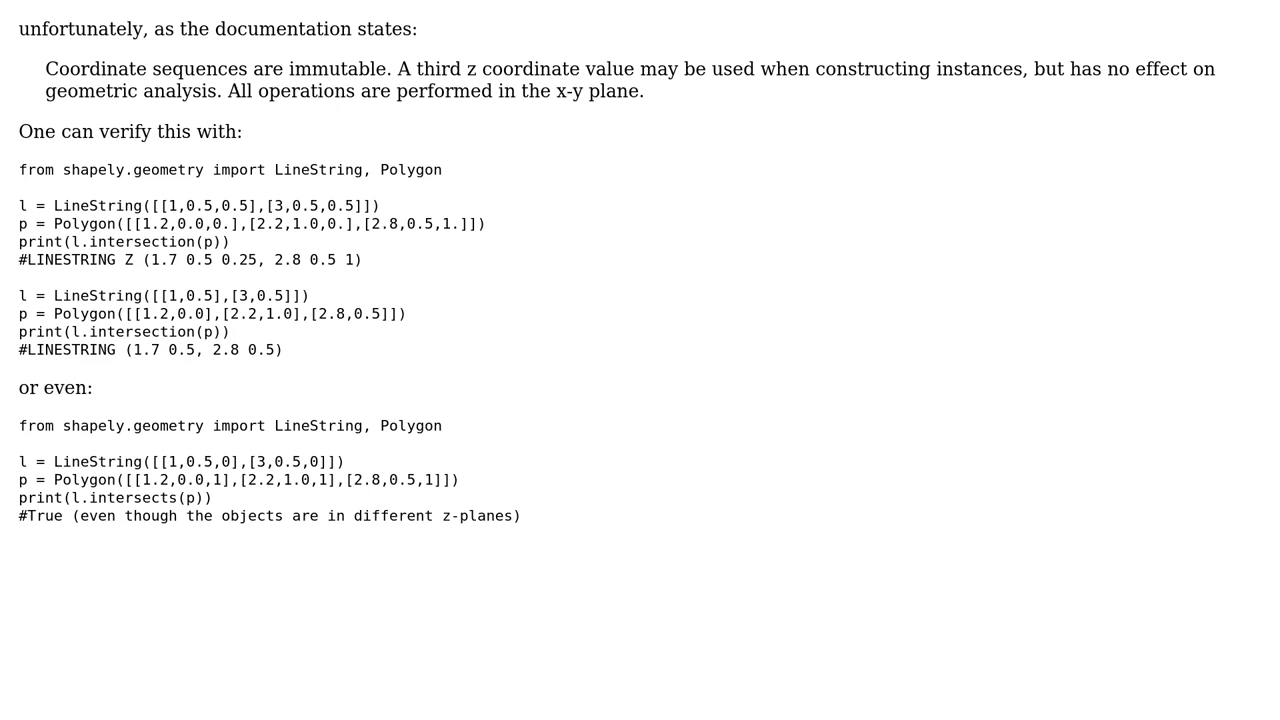 unfortunately, as the documentation states:
Coordinate sequences are immutable. A third z coordinate value may be used when constructing instances, but has no effect on
geometric analysis. All operations are performed in the x-y plane.
One can verify this with:
from shapely.geometry import LineString, Polygon
l = LineString([[1,0.5,0.5],[3,0.5,0.5]])
p = Polygon([[1.2,0.0,0.],[2.2,1.0,0.],[2.8,0.5,1.]])
print(l.intersection(p))
#LINESTRING Z (1.7 0.5 0.25, 2.8 0.5 1)
l = LineString([[1,0.5],[3,0.5]])
p = Polygon([[1.2,0.0],[2.2,1.0],[2.8,0.5]])
print(l.intersection(p))
#LINESTRING (1.7 0.5, 2.8 0.5)
or even:
from shapely.geometry import LineString, Polygon
l = LineString([[1,0.5,0],[3,0.5,0]])
p = Polygon([[1.2,0.0,1],[2.2,1.0,1],[2.8,0.5,1]])
print(l.intersects(p))
#True (even though the objects are in different z-planes)